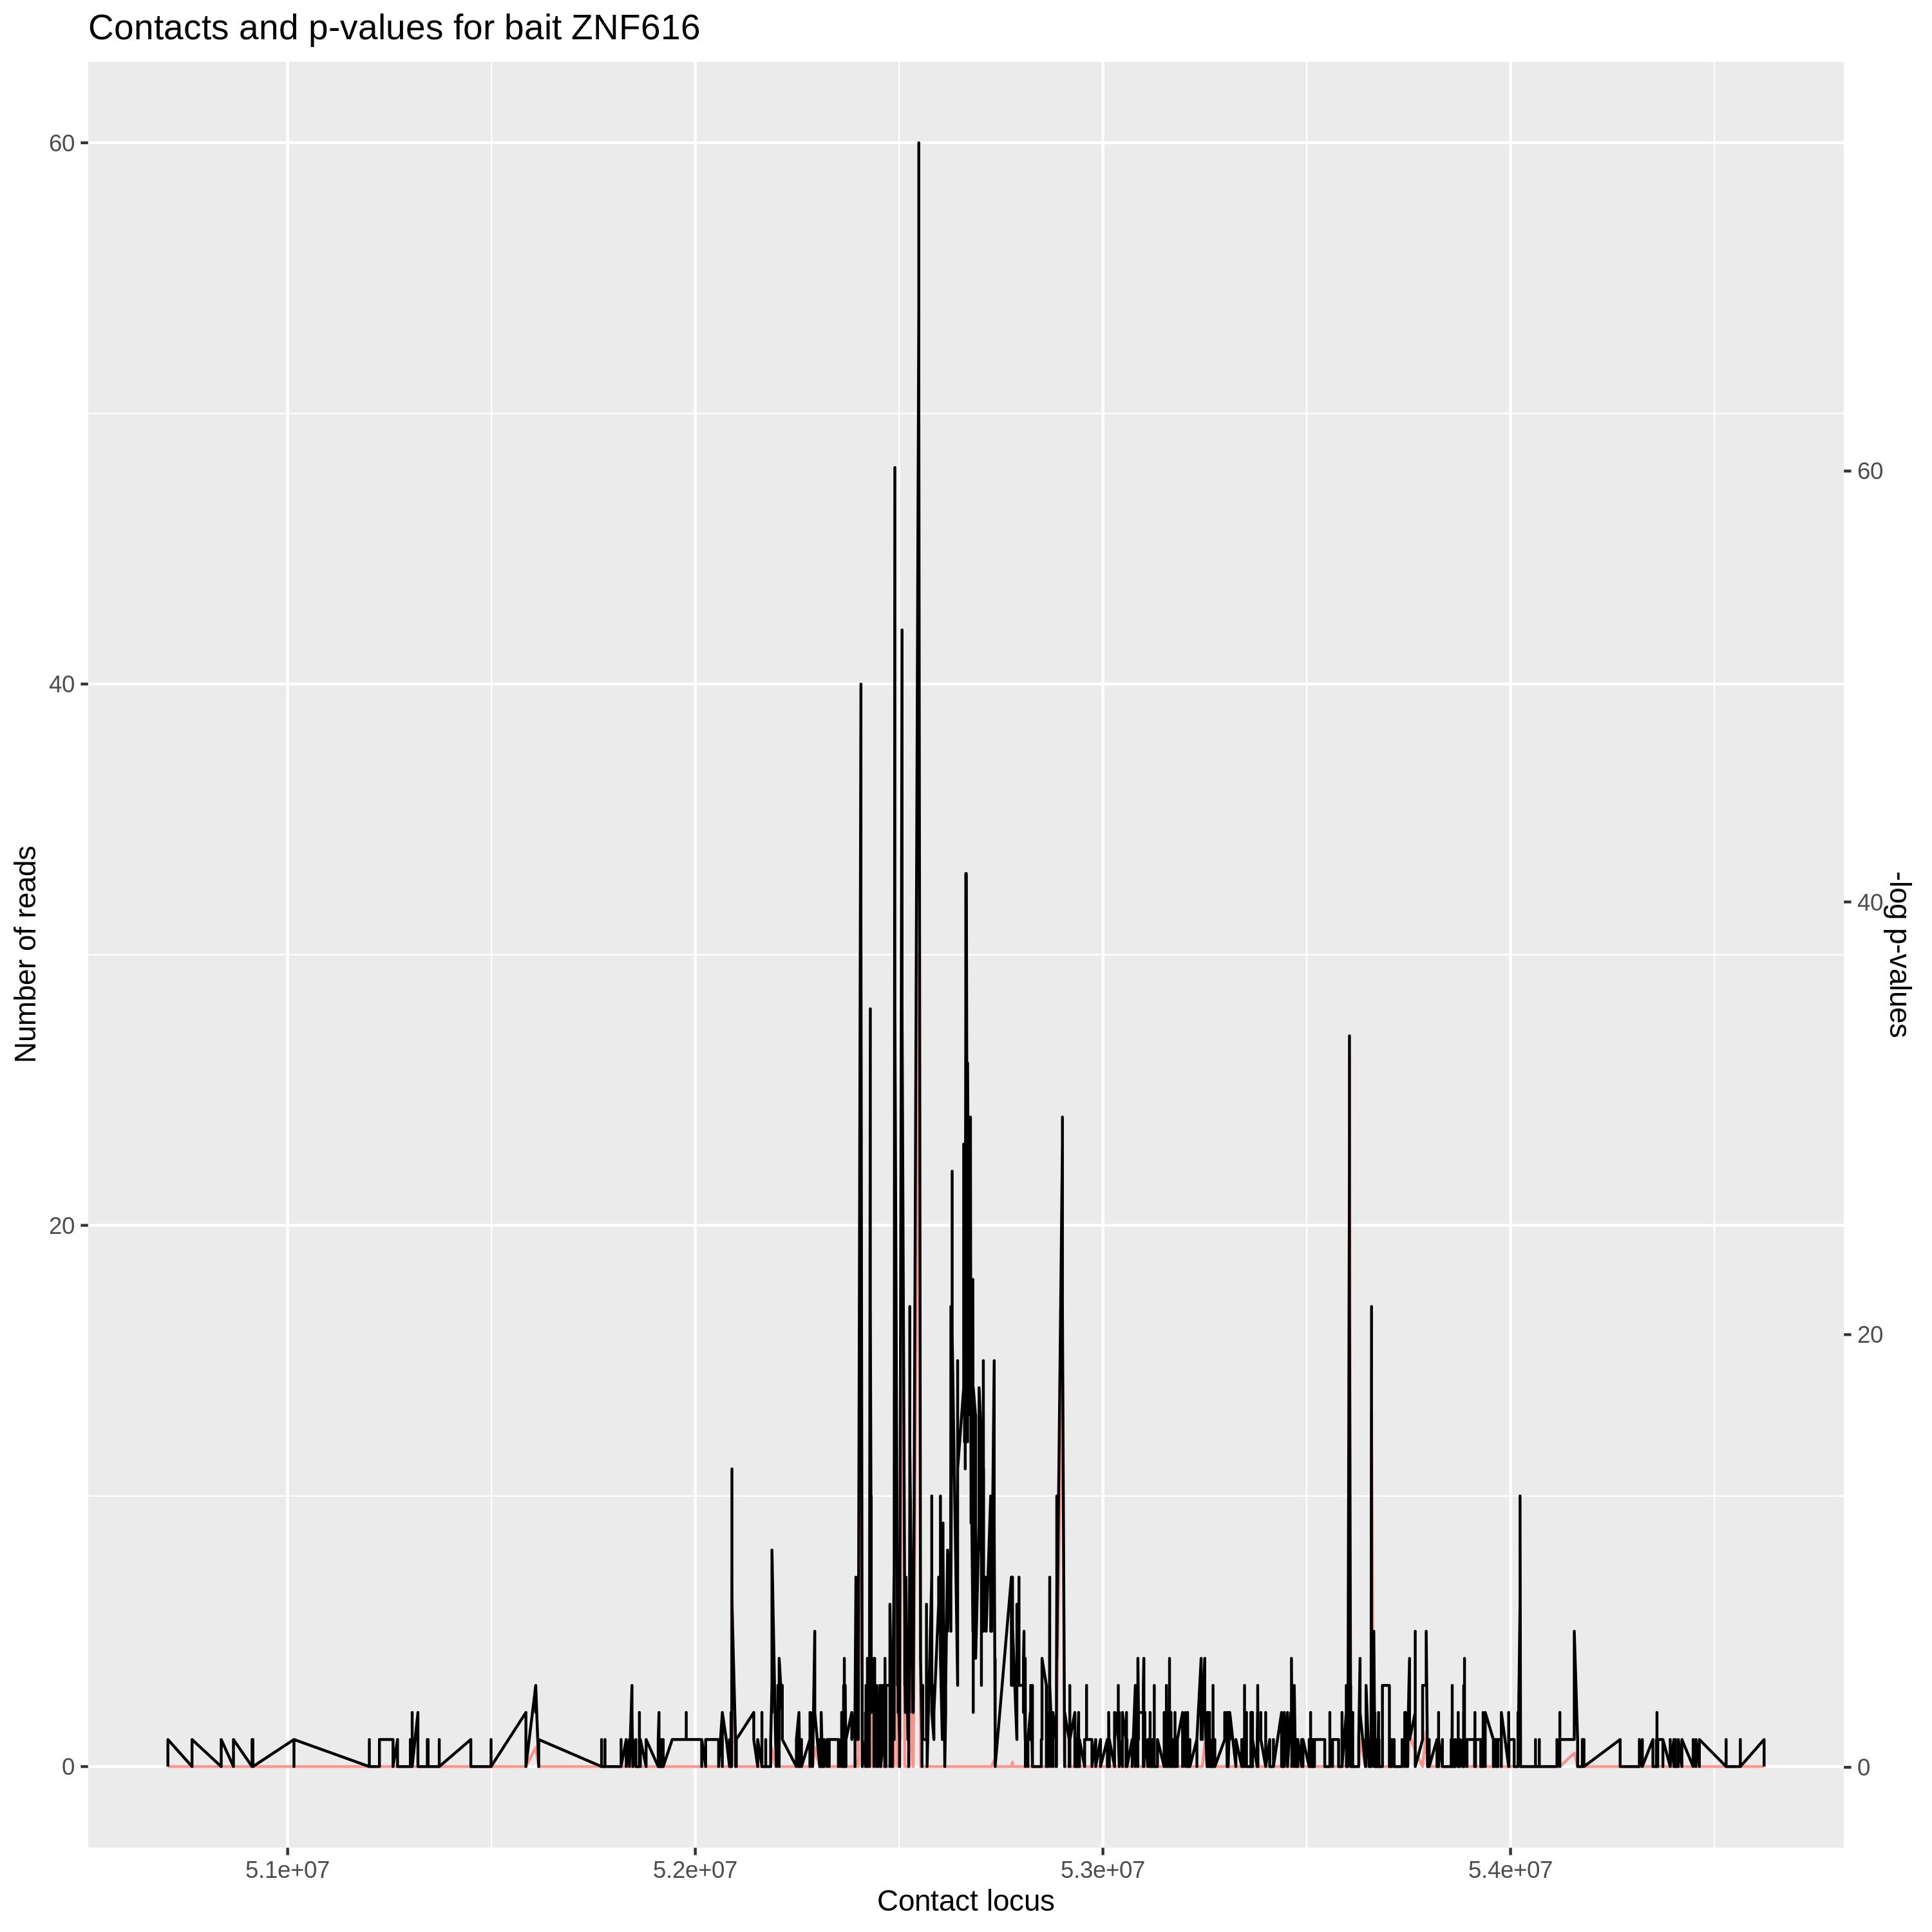 Contacts and p-values for bait ZNF616
60
40
20
0
Number of reads
60
40
20
0
-log p-values
5.1e+07 5.2e+07 5.3e+07 5.4e+07
Contact locus